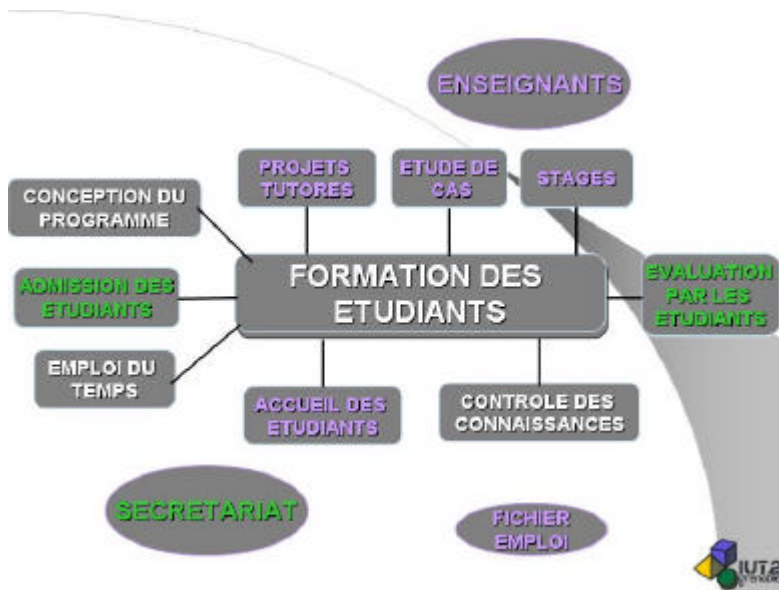 ENSEIGNANTS
PROJETS
TUTORES
ETUDE DE
CAS
STAGES
CONCEPTION DU
PROGRAMME
FORMATION DES
ETUDIANTS
ADMISSION DES
ETUDIANTS
EVALUATION
PAR LES
ETUDIANTS
EMPLOI DU
TEMPS
ACCUEIL DES
ETUDIANTS
CONTROLE DES
CONNAISSANCES
SECRETARIAT
FICHIER
EMPLOI
IUT2